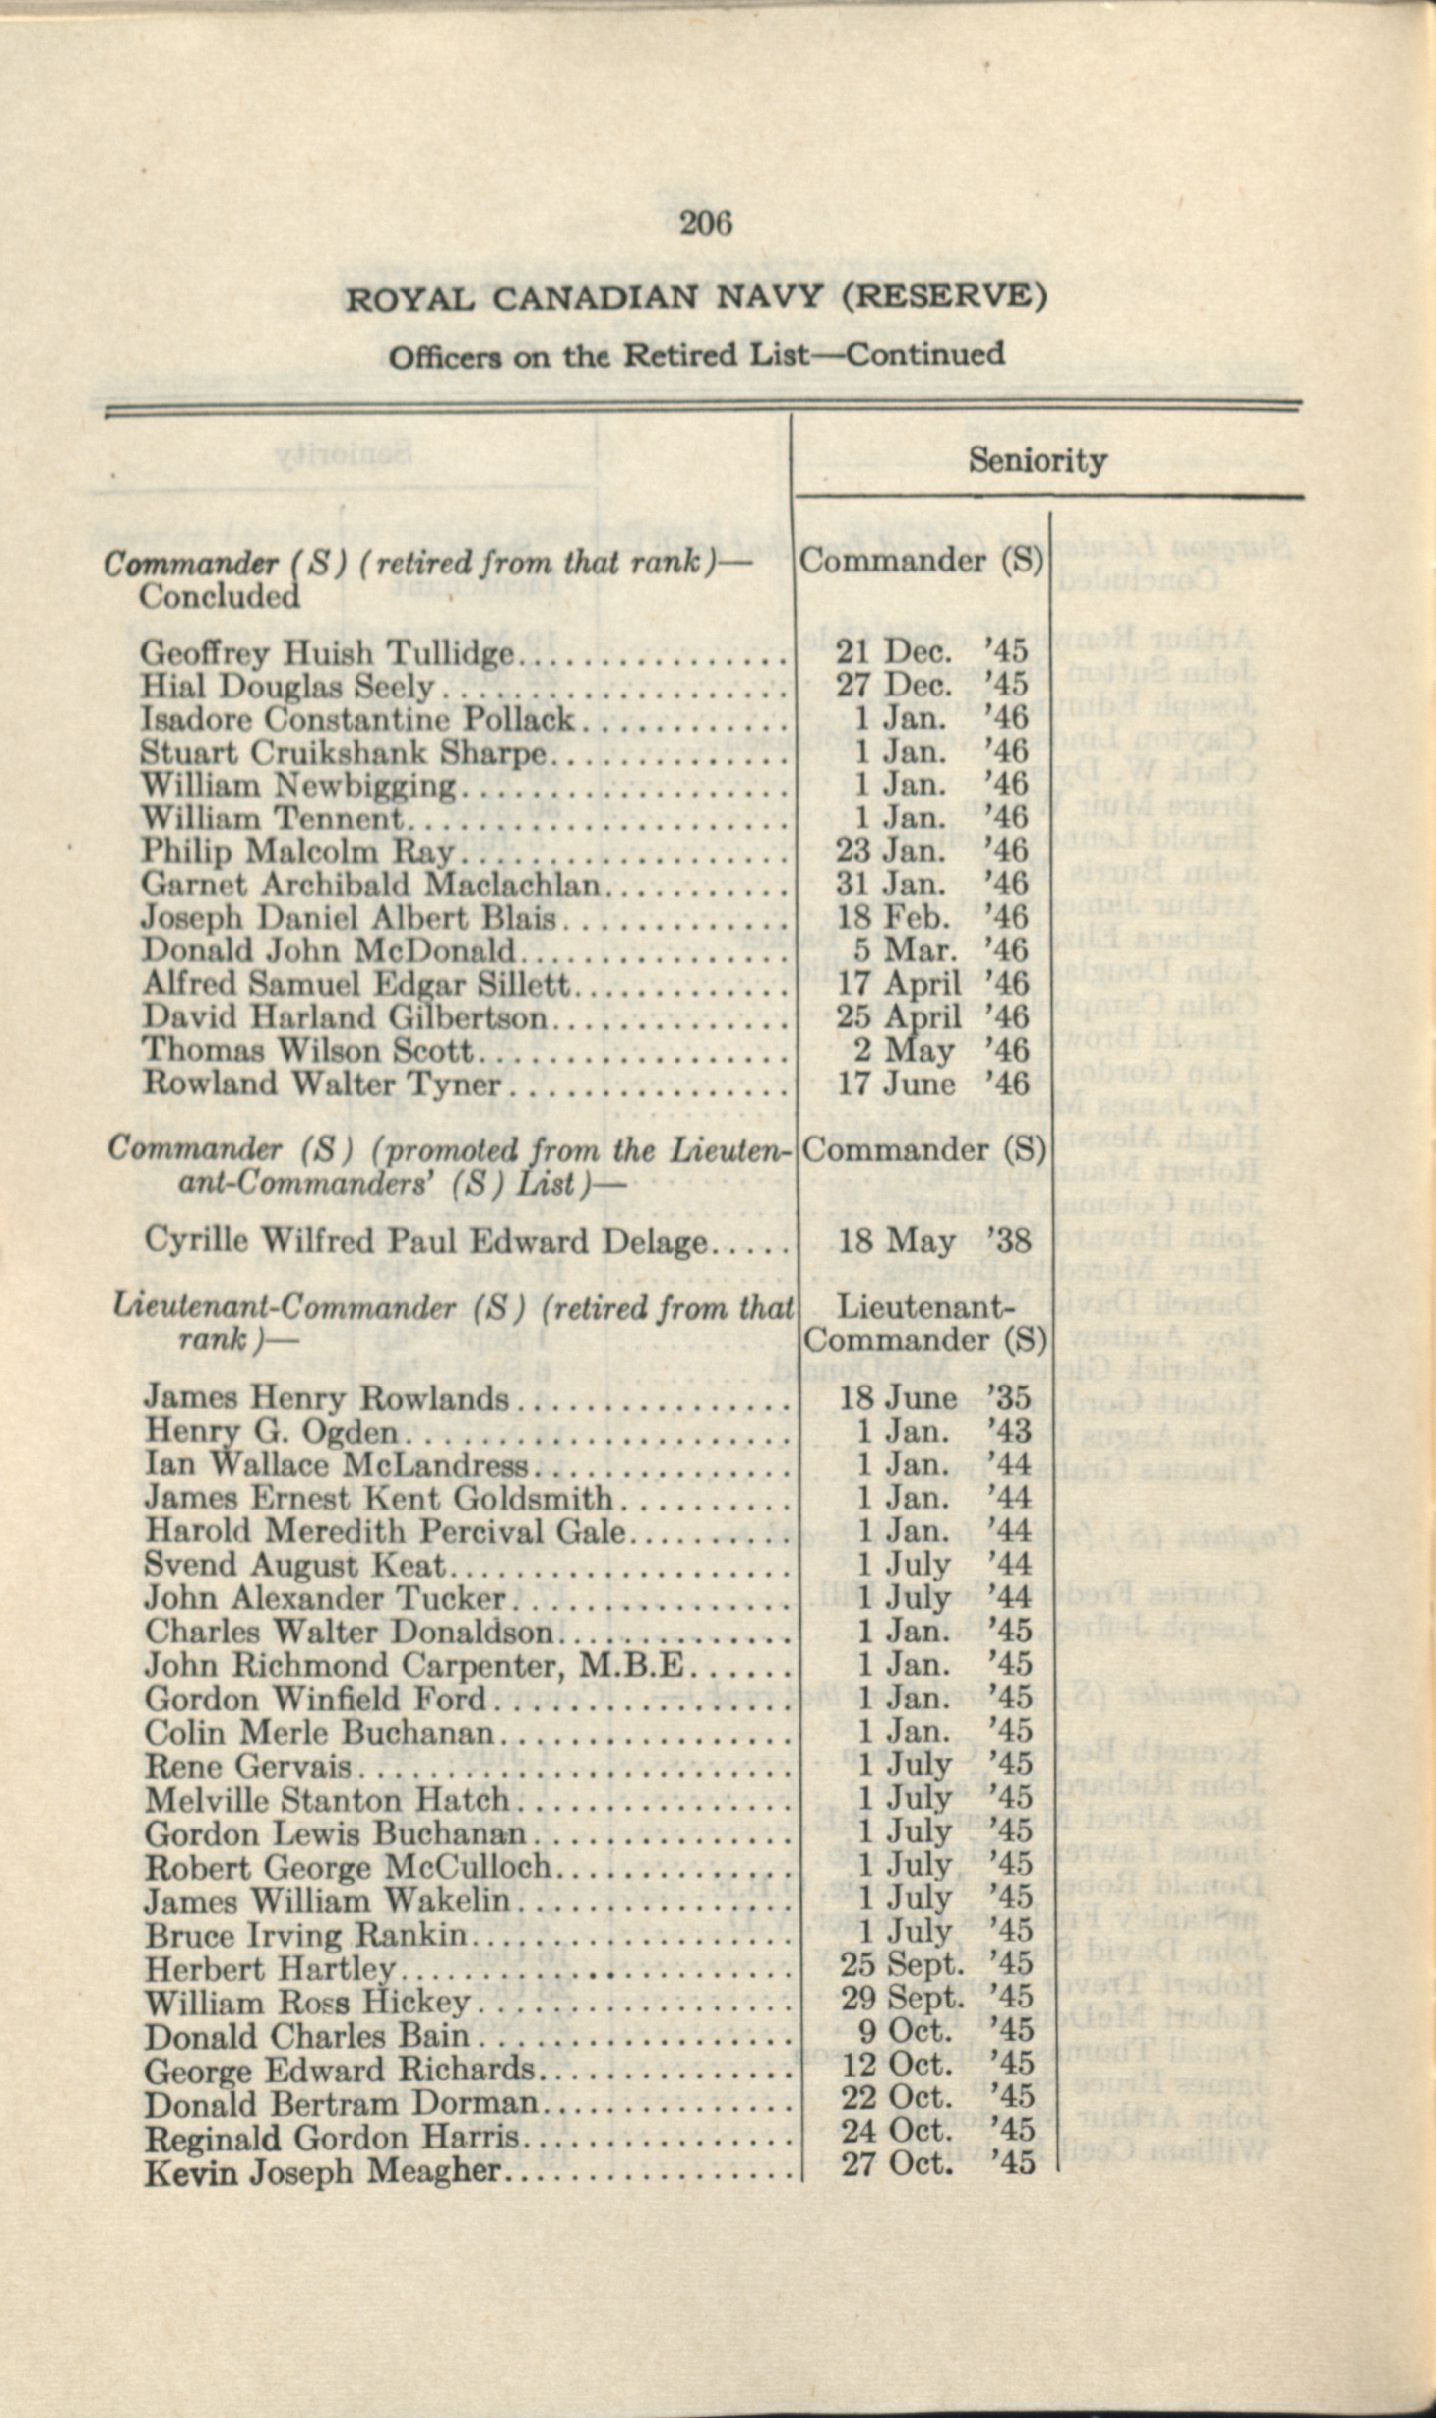 206
ROYAL CANADIAN NAVY (RESERVE)
Officers on the Retired List—Continued
Seniority
Commander (S) (retired from that rank)— Commander (S)
Concluded
Geoffrey Huish Tullidge................ 21 Dec. '45
Hial Douglas Seely..................... 27 Dec. '45
Isadore Constantine Pollack............. 1 Jan. '46
Stuart Cruikshank Sharpe............... 1 Jan. '46
William Newbigging.................... 1 Jan. '46
William Tennent....................... 1 Jan. '46
Philip Malcolm Ray.................... 23 Jan. '46
Garnet Archibald Maclachlan........... 31 Jan. '46
Joseph Daniel Albert Blais.............. 18 Feb. '46
Donald John McDonald................ 5 Mar. '46
Alfred Samuel Edgar Sillett............. 17 April '46
David Harland Gilbertson............... 25 April '46
Thomas Wilson Scott................... 2 May '46
Rowland Walter Tyner................. 17 June '46
Commander (S) (promoted from the Lieuten- Commander (S)
ant-Commanders' (S) List)—
Cyrille Wilfred Paul Edward Delage..... 18 May '38
Lieutenant-Commander (S) (retired from that Lieutenant-
rank)— Commander (S)
James Henry Rowlands................ 18 June '35
Henry G. Ogden....................... 1 Jan. '43
Ian Wallace McLandress................ 1 Jan. '44
James Ernest Kent Goldsmith.......... 1 Jan. '44
Harold Meredith Percival Gale.......... 1 Jan. '44
Svend August Keat.................... 1 July '44
John Alexander Tucker................. 1 July '44
Charles Walter Donaldson.............. 1 Jan. '45
John Richmond Carpenter, M.B.E...... 1 Jan. '45
Gordon Winfield Ford.................. 1 Jan. '45
Colin Merle Buchanan................. 1 Jan. '45
Rene Gervais.......................... 1 July '45
Melville Stanton Hatch................. 1 July '45
Gordon Lewis Buchanan................ 1 July '45
Robert George McCulloch.............. 1 July '45
James William Wakelin................. 1 July '45
Bruce Irving Rankin................... 1 July '45
Herbert Hartley........................ 25 Sept. '45
William Ross Hickey................... 29 Sept. '45
Donald Charles Bain................... 9 Oct. '45
George Edward Richards............... 12 Oct. '45
Donald Bertram Dorman............... 22 Oct. '45
Reginald Gordon Harris................ 24 Oct. '45
Kevin Joseph Meagher................. 27 Oct. '45